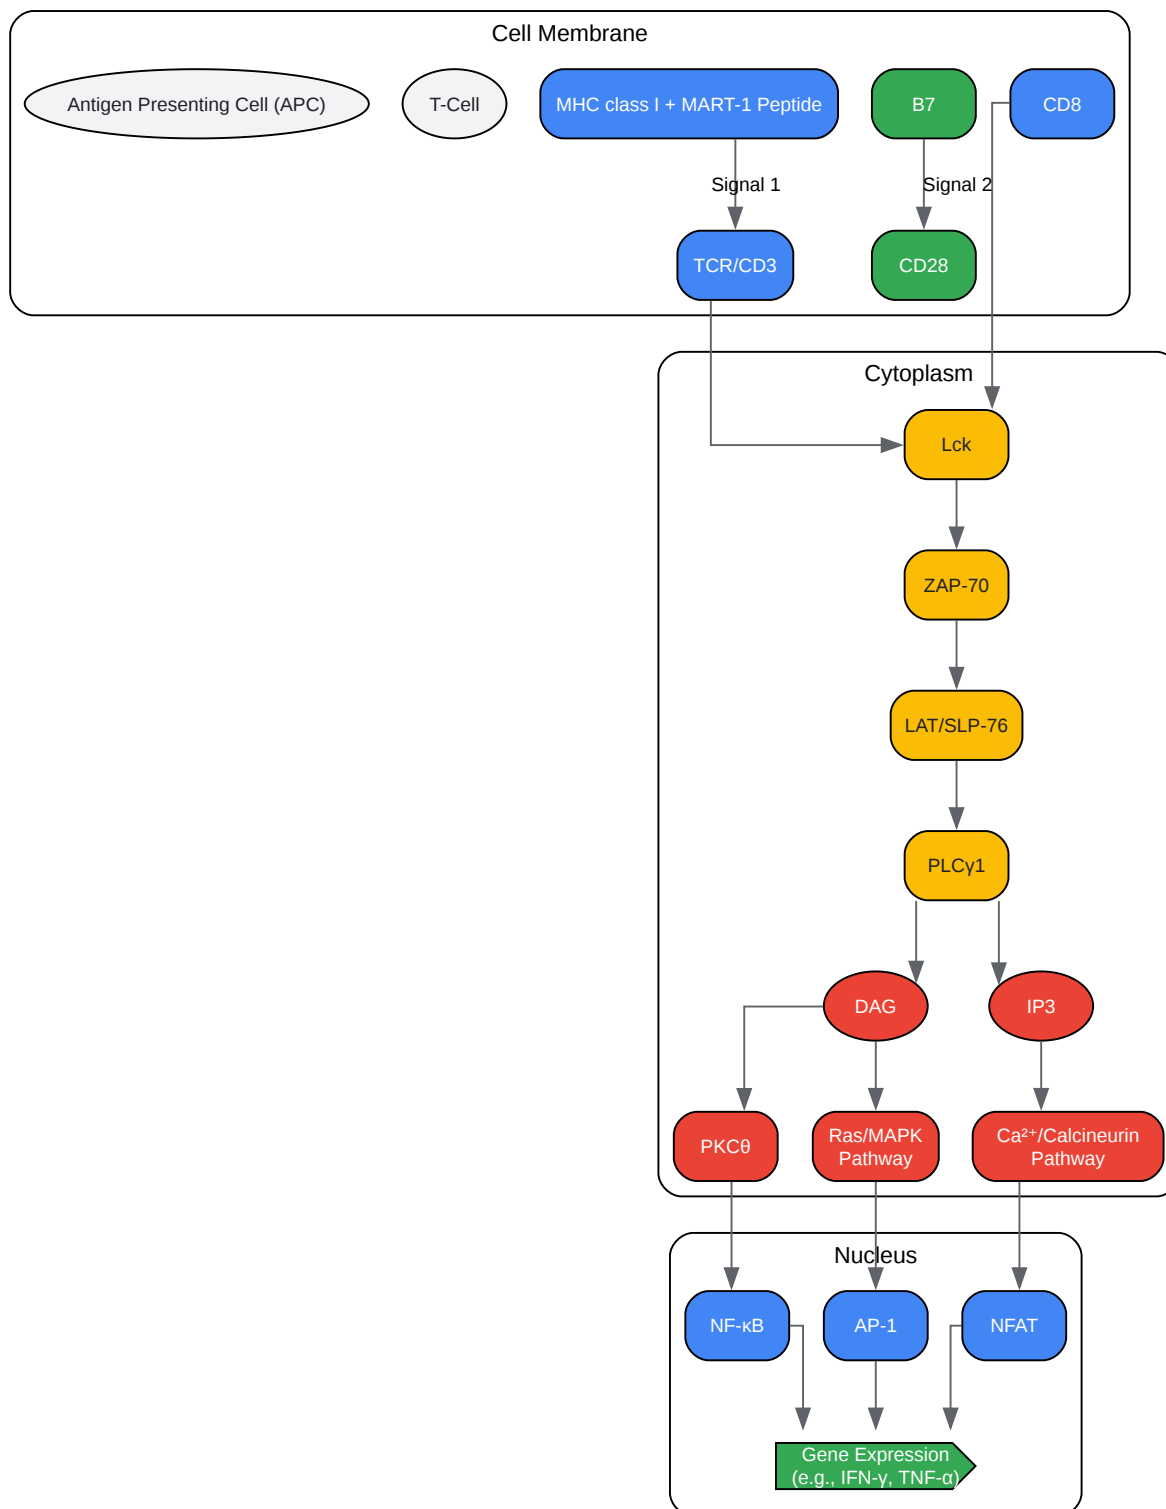 Cell Membrane
Antigen Presenting Cell (APC)
T-Cell
MHC class I + MART-1 Peptide
B7
CD8
Signal 1
Signal 2
TCR/CD3
CD28
Cytoplasm
Lck
ZAP-70
LAT/SLP-76
PLCγ1
DAG
IP3
PKCθ
Ras/MAPK
Pathway
Ca²⁺/Calcineurin
Pathway
Nucleus
NF-κB
AP-1
NFAT
Gene Expression
(e.g., IFN-γ, TNF-α)